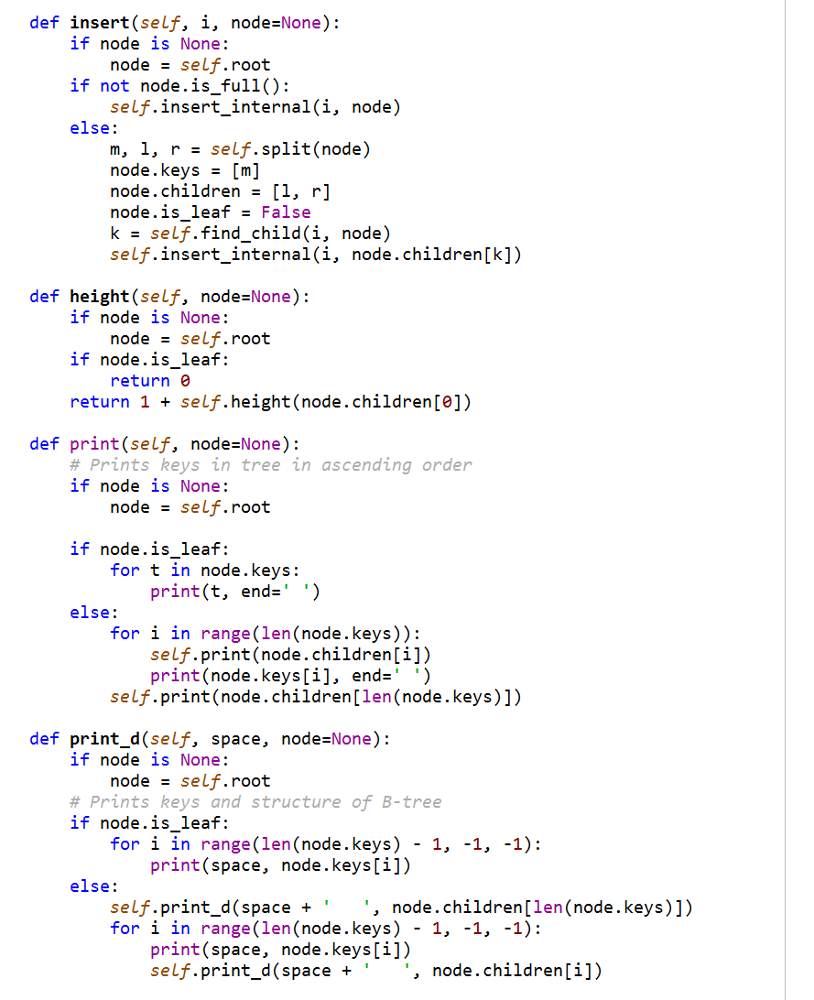 def insert(self, i, node=None):
    if node is None:
        node = self.root
    if not node.is_full():
        self.insert_internal(i, node)
    else:
        m, l, r = self.split(node)
        node.keys = [m]
        node.children = [l, r]
        node.is_leaf = False
        k = self.find_child(i, node)
        self.insert_internal(i, node.children[k])

def height(self, node=None):
    if node is None:
        node = self.root
    if node.is_leaf:
        return 0
    return 1 + self.height(node.children[0])

def print(self, node=None):
    # Prints keys in tree in ascending order
    if node is None:
        node = self.root

    if node.is_leaf:
        for t in node.keys:
            print(t, end=' ')
    else:
        for i in range(len(node.keys)):
            self.print(node.children[i])
            print(node.keys[i], end=' ')
        self.print(node.children[len(node.keys)])

def print_d(self, space, node=None):
    if node is None:
        node = self.root
    # Prints keys and structure of B-tree
    if node.is_leaf:
        for i in range(len(node.keys) - 1, -1, -1):
            print(space, node.keys[i])
    else:
        self.print_d(space + '   ', node.children[len(node.keys)])
        for i in range(len(node.keys) - 1, -1, -1):
            print(space, node.keys[i])
            self.print_d(space + '   ', node.children[i])